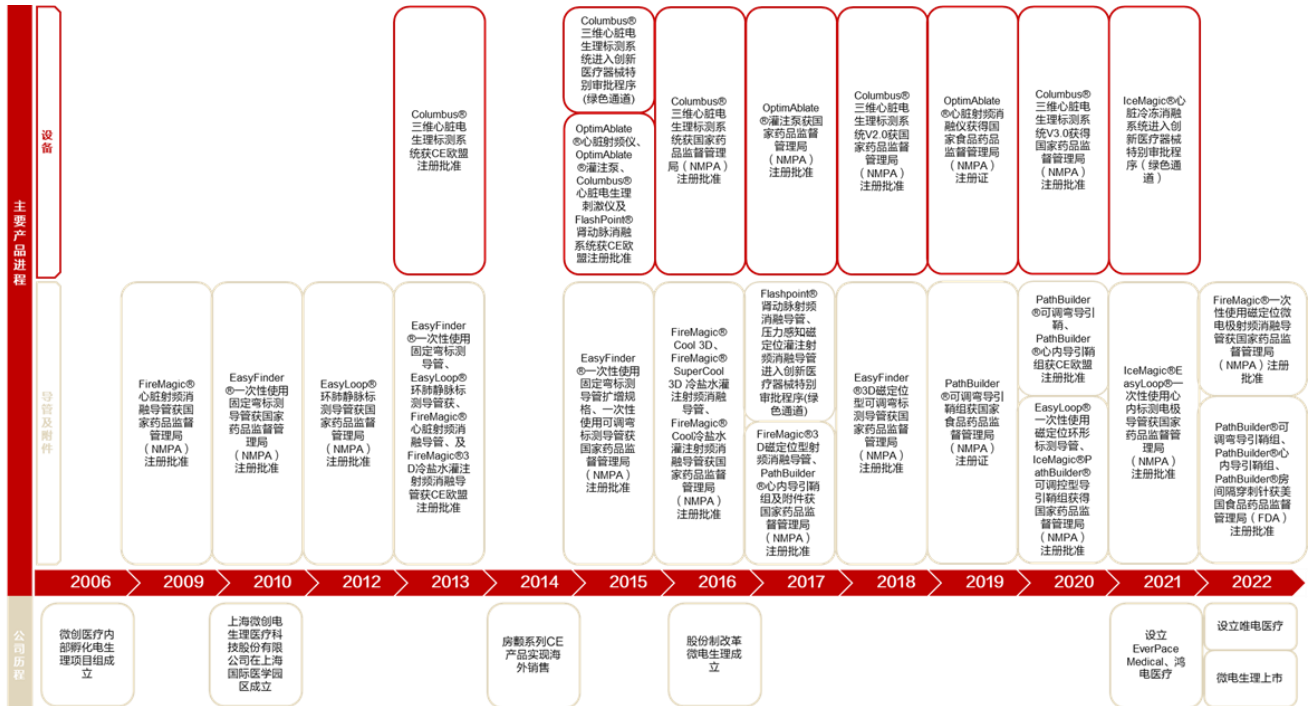 主要产品进程
设备
Columbus®
三维心脏电
生理标测系
统获CE欧盟
注册批准
Columbus®
三维心脏电
生理标测系
统进入创新
医疗器械特
别审批程序
(绿色通道)
OptimAblate
®心脏射频仪、
OptimAblate
®灌注泵、
Columbus®
心脏电生理
刺激仪及
FlashPoint®
肾动脉消融
系统获CE欧
盟注册批准
Columbus®
三维心脏电
生理标测系
统获国家药
品监督管理
局（NMPA）
注册批准
OptimAblate
®灌注泵获国
家药品监督
管理局
（NMPA）
注册批准
Columbus®
三维心脏电
生理标测系
统V2.0获国
家药品监督
管理局
（NMPA）
注册批准
OptimAblate
®心脏射频消
融仪获得国
家食品药品
监督管理局
（NMPA）
注册证
Columbus®
三维心脏电
生理标测系
统V3.0获得
国家药品监
督管理局
（NMPA）
注册批准
IceMagic®心
脏冷冻消融
系统进入创
新医疗器械
特别审批程
序（绿色通
道）
导管及附件
FireMagic®
心脏射频消
融导管获国
家药品监督
管理局
（NMPA）
注册批准
EasyFinder
®一次性使用
固定弯标测
导管获国家
药品监督管
理局
（NMPA）
注册批准
EasyLoop®
环肺静脉标
测导管获国
家药品监督
管理局
（NMPA）
注册批准
EasyFinder
®一次性使用
固定弯标测
导管、
EasyLoop®
环肺静脉标
测导管获、
FireMagic®
心脏射频消
融导管、及
FireMagic®3
D冷盐水灌注
射频消融导
管获CE欧盟
注册批准
EasyFinder
®一次性使用
固定弯标测
导管扩增规
格、一次性
使用可调弯
标测导管获
国家药品监
督管理局
（NMPA）
注册批准
FireMagic®
Cool 3D、
FireMagic®
SuperCool
3D 冷盐水灌
注射频消融
导管、
FireMagic®
Cool冷盐水
灌注射频消
融导管获国
家药品监督
管理局
（NMPA）
注册批准
Flashpoint®
肾动脉射频
消融导管、
压力感知磁
定位灌注射
频消融导管
进入创新医
疗器械特别
审批程序(绿
色通道)
FireMagic®3
D磁定位型射
频消融导管、
PathBuilder
®心内导引鞘
组及附件获
国家药品监
督管理局
（NMPA）
注册批准
EasyFinder
®3D磁定位
型可调弯标
测导管获国
家药品监督
管理局
（NMPA）
注册批准
PathBuilder
®可调弯导引
鞘组获国家
食品药品监
督管理局
（NMPA）
注册证
PathBuilder
®可调弯导引
鞘、
PathBuilder
®心内导引鞘
组获CE欧盟
注册批准
EasyLoop®
一次性使用
磁定位环形
标测导管、
IceMagic®P
athBuilder®
可调控型导
引鞘组获得
国家药品监
督管理局
（NMPA）
注册批准
IceMagic®E
asyLoop®一
次性使用心
内标测电极
导管获国家
药品监督管
理局
（NMPA）
注册批准
FireMagic®一次
性使用磁定位微
电极射频消融导
管获国家药品监
督管理局
（NMPA）注册
批准
PathBuilder®可
调弯导引鞘组、
PathBuilder®心
内导引鞘组、
PathBuilder®房
间隔穿刺针获美
国食品药品监督
管理局（FDA）
注册批准
2006 2009 2010 2012 2013 2014 2015 2016 2017 2018 2019 2020 2021 2022
公司历程
微创医疗内
部孵化电生
理项目组成
立
上海微创电
生理医疗科
技股份有限
公司在上海
国际医学园
区成立
房颤系列CE
产品实现海
外销售
股份制改革
微电生理成
立
设立
EverPace
Medical、鸿
电医疗
设立唯电医疗
微电生理上市